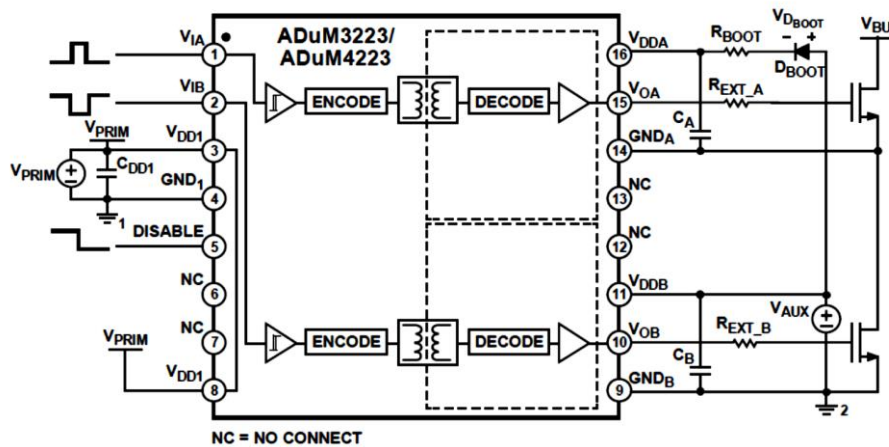 ADuM3223/
ADuM4223
VIA
1
VIB
2
VDD1
3
VPRIM
VPRIM
CDD1
GND1
4
1
DISABLE
5
NC
6
NC
7
VPRIM
VDD1
8
ENCODE
DECODE
ENCODE
DECODE
16
VDDA
RBOOT
VDBOOT
- +
DBOOT
VBU
15
VOA
REXT_A
CA
14
GNDA
13
NC
12
NC
11
VDDB
VAUX
10
VOB
REXT_B
CB
9
GNDB
2
NC = NO CONNECT